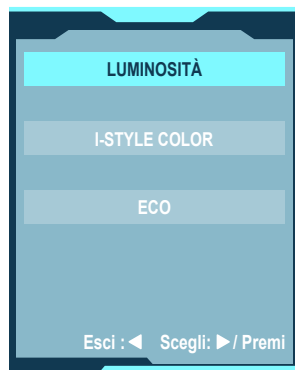 LUMINOSITÀ
I-STYLE COLOR
ECO
Esci : ◀ Scegli: ▶ / Premi